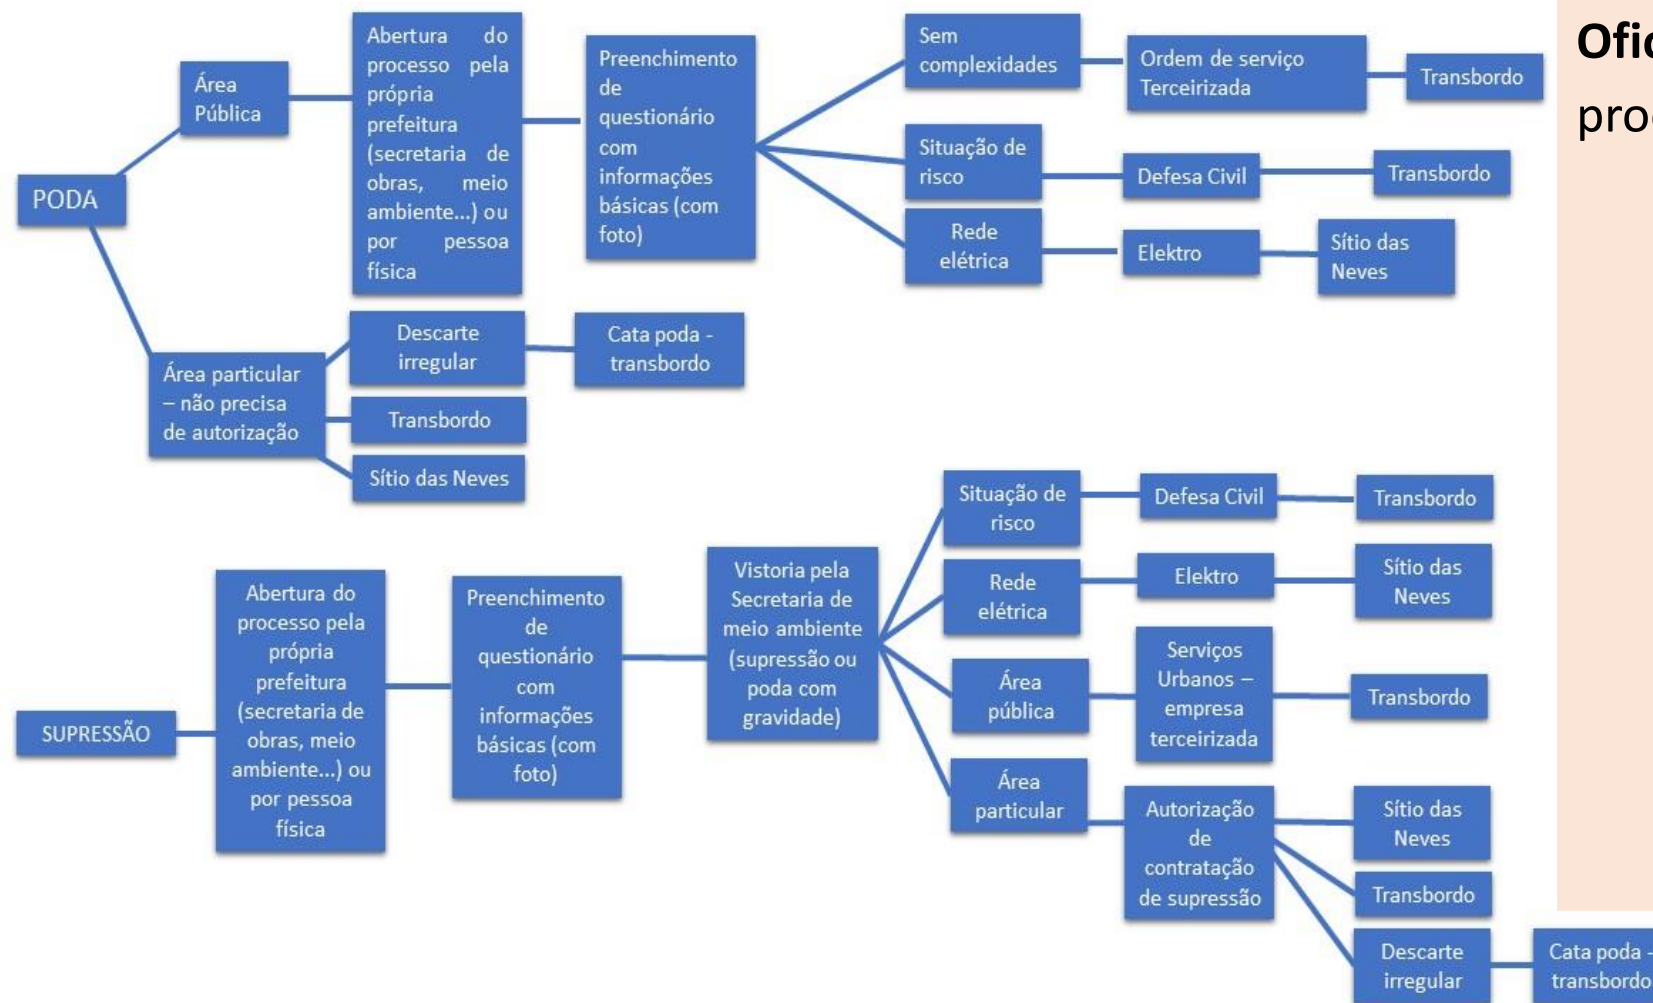 PODA
Área
Pública
Abertura do
processo pela
própria
prefeitura
(secretaria de
obras, meio
ambiente...) ou
por pessoa
física
Preenchimento
de
questionário
com
informações
básicas (com
foto)
Sem
complexidades
Ordem de serviço
Terceirizada
Transbordo
Situação de
risco
Defesa Civil
Transbordo
Rede
elétrica
Elektro
Sítio das
Neves
Área particular
– não precisa
de autorização
Descarte
irregular
Cata poda -
transbordo
Transbordo
Sítio das Neves
SUPRESSÃO
Abertura do
processo pela
própria
prefeitura
(secretaria de
obras, meio
ambiente...) ou
por pessoa
física
Preenchimento
de
questionário
com
informações
básicas (com
foto)
Vistoria pela
Secretaria de
meio ambiente
(supressão ou
poda com
gravidade)
Situação de
risco
Defesa Civil
Transbordo
Rede
elétrica
Elektro
Sítio das
Neves
Área
pública
Serviços
Urbanos –
empresa
terceirizada
Transbordo
Área
particular
Autorização
de
contratação
de supressão
Sítio das
Neves
Transbordo
Descarte
irregular
Cata poda -
transbordo